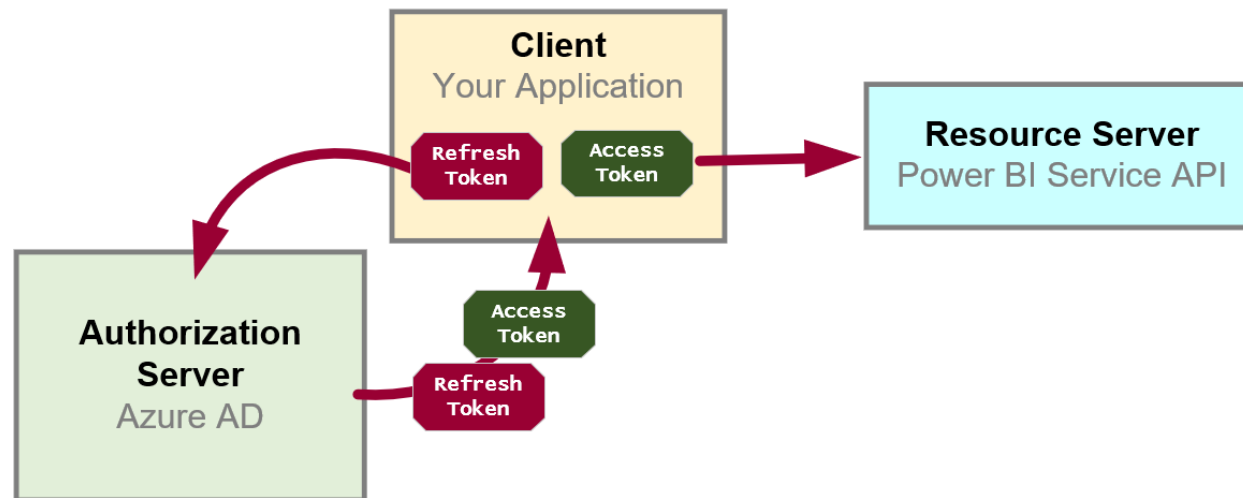 Client
Your Application
Refresh
Token
Access
Token
Resource Server
Power BI Service API
Authorization
Server
Azure AD
Access
Token
Refresh
Token